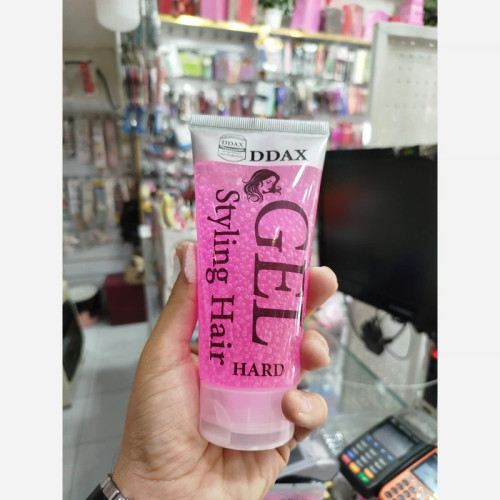 DDAX
DDAX
GEL
Styling Hair
HARD